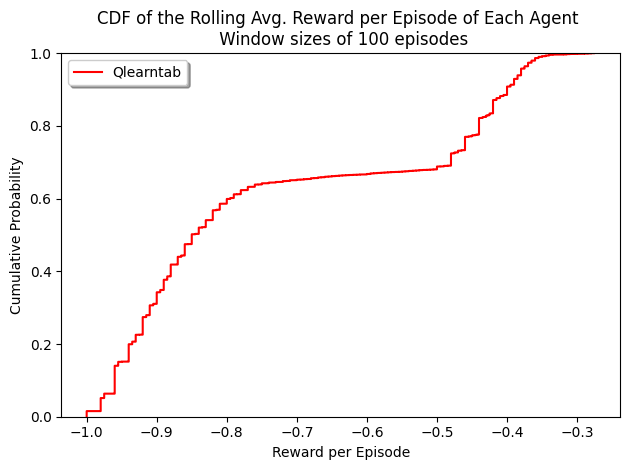 CDF of the Rolling Avg. Reward per Episode of Each Agent
Window sizes of 100 episodes
Qlearntab
1.0
0.8
0.6
0.4
0.2
0.0
Cumulative Probability
−1.0 −0.9 −0.8 −0.7 −0.6 −0.5 −0.4 −0.3
Reward per Episode